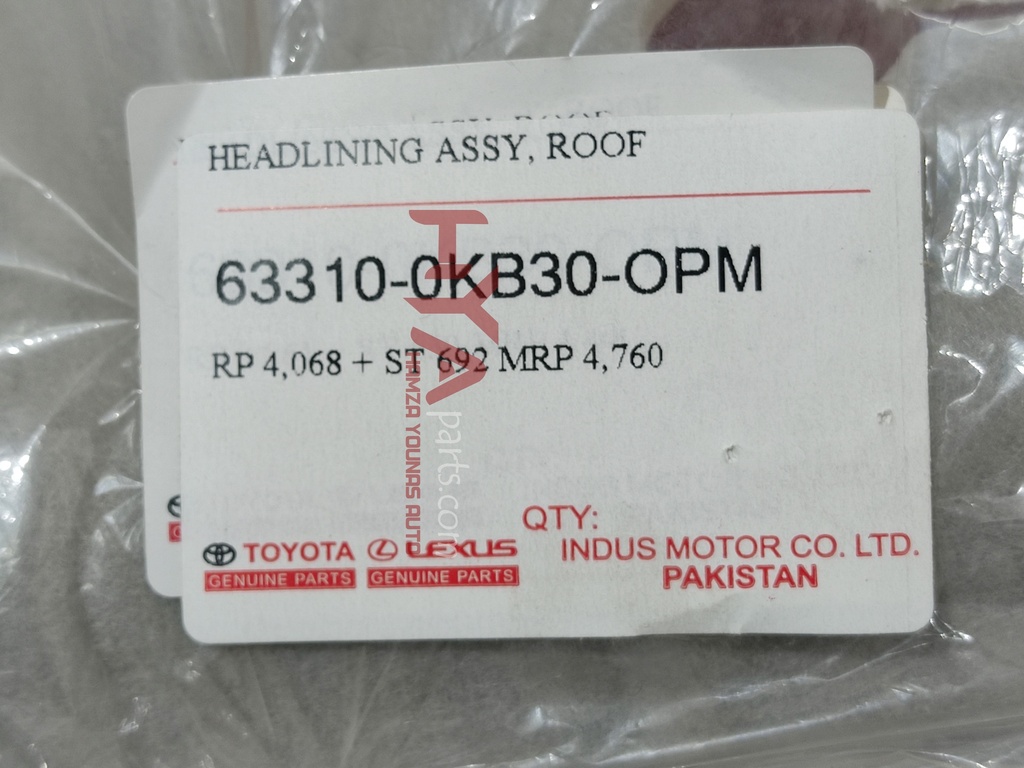 HEADLINING ASSY, ROOF
63310-0KB30-OPM
RP 4,068 + ST 692 MRP 4,760
HYA
parts.com
HAMZA YOUNAS AUTO
QTY:
TOYOTA LEXUS
GENUINE PARTS GENUINE PARTS
INDUS MOTOR CO. LTD.
PAKISTAN